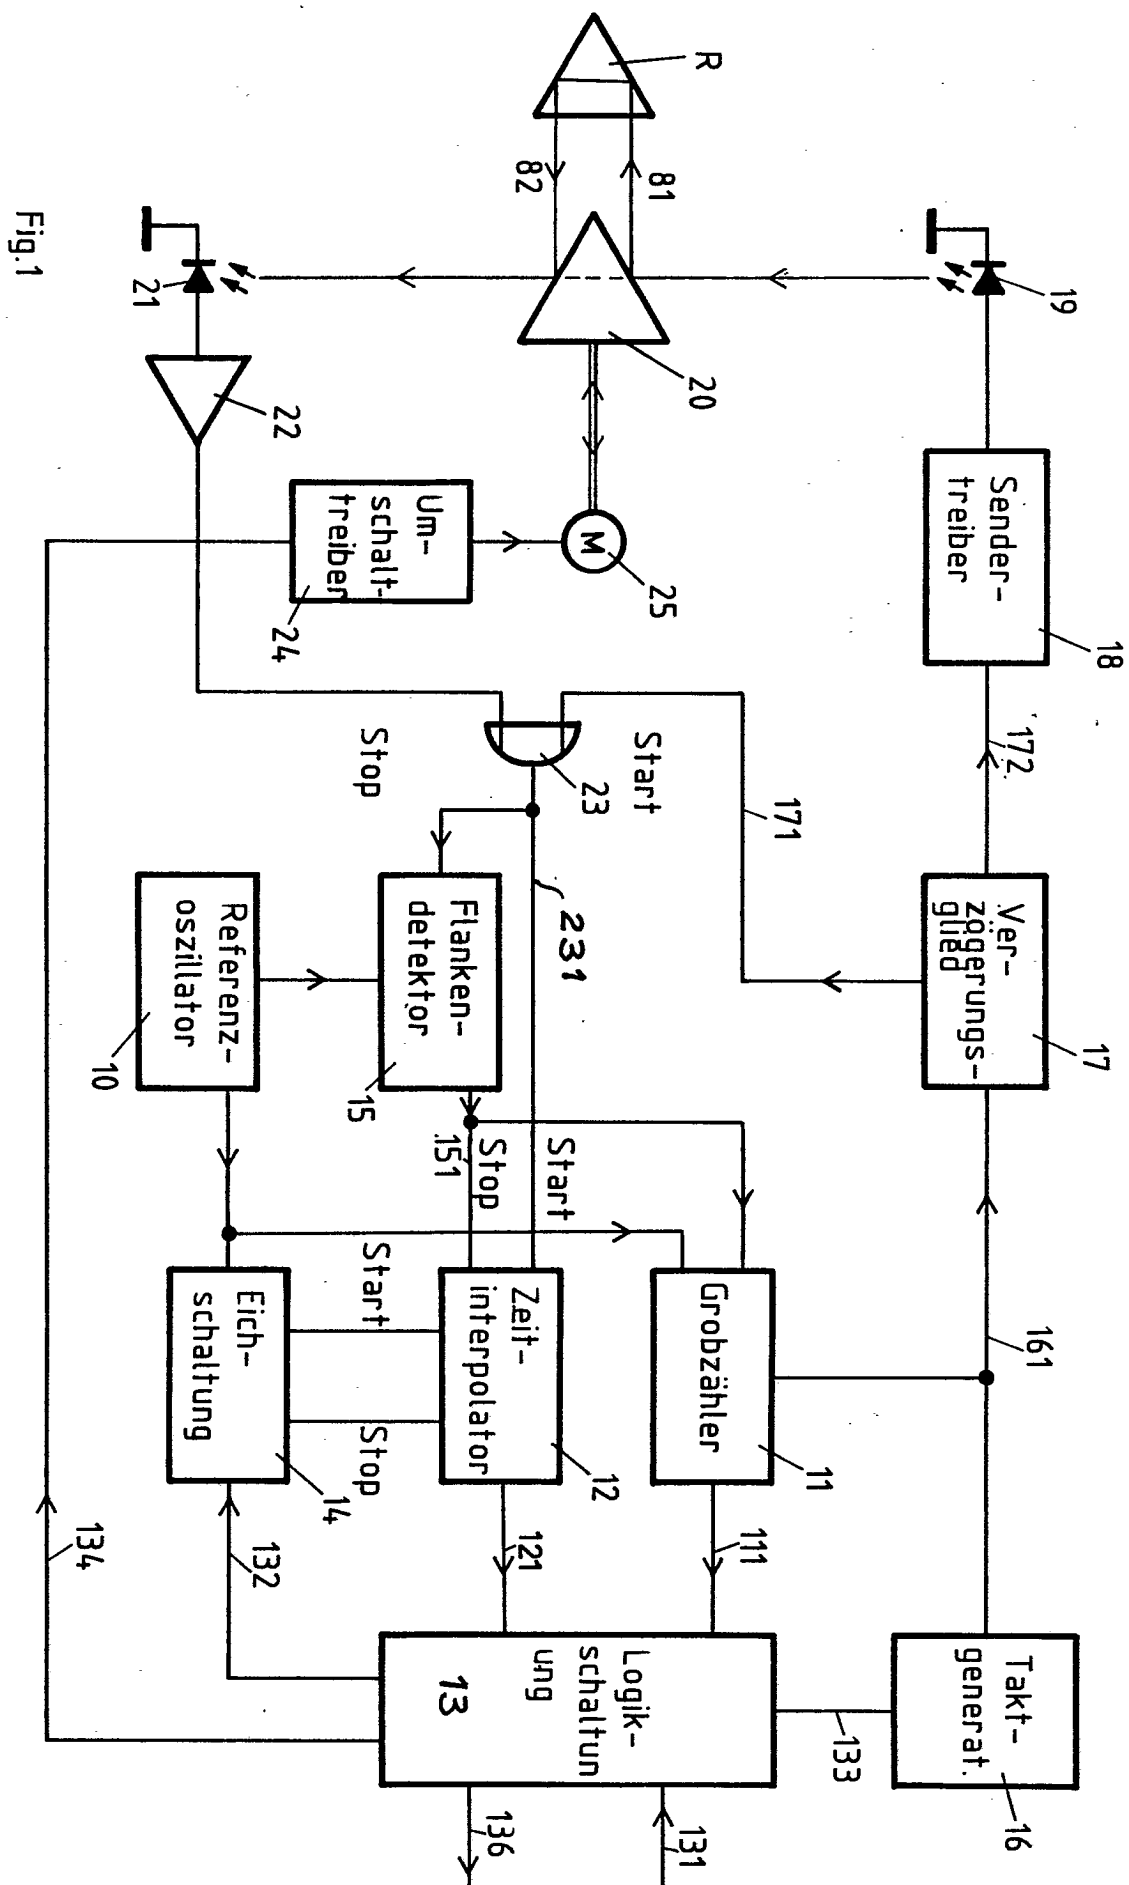 R
81
82
19
20
21
22
Sender-
treiber
18
Um-
schalt-
treiber
24
M
25
172
171
Start
Stop
23
231
Ver-
zögerungs-
glied
17
Flanken-
detektor
15
Referenz-
oszillator
10
151
Stop
Start
161
Grobzähler
11
Zeit-
interpolator
12
Start
Stop
Eich-
schaltung
14
111
121
132
134
Takt-
generat.
16
133
Logik-
schaltun
ung
13
131
136
Fig.1